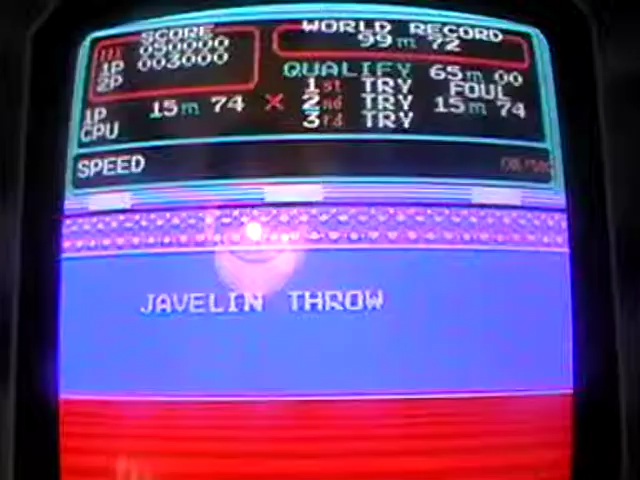 SCORE
050000
1P 003000
2P
WORLD RECORD
99m 72
QUALIFY 65m 00
1st TRY FOUL
1P 15m 74 X 2nd TRY 15m 74
CPU 3rd TRY
SPEED
JAVELIN THROW